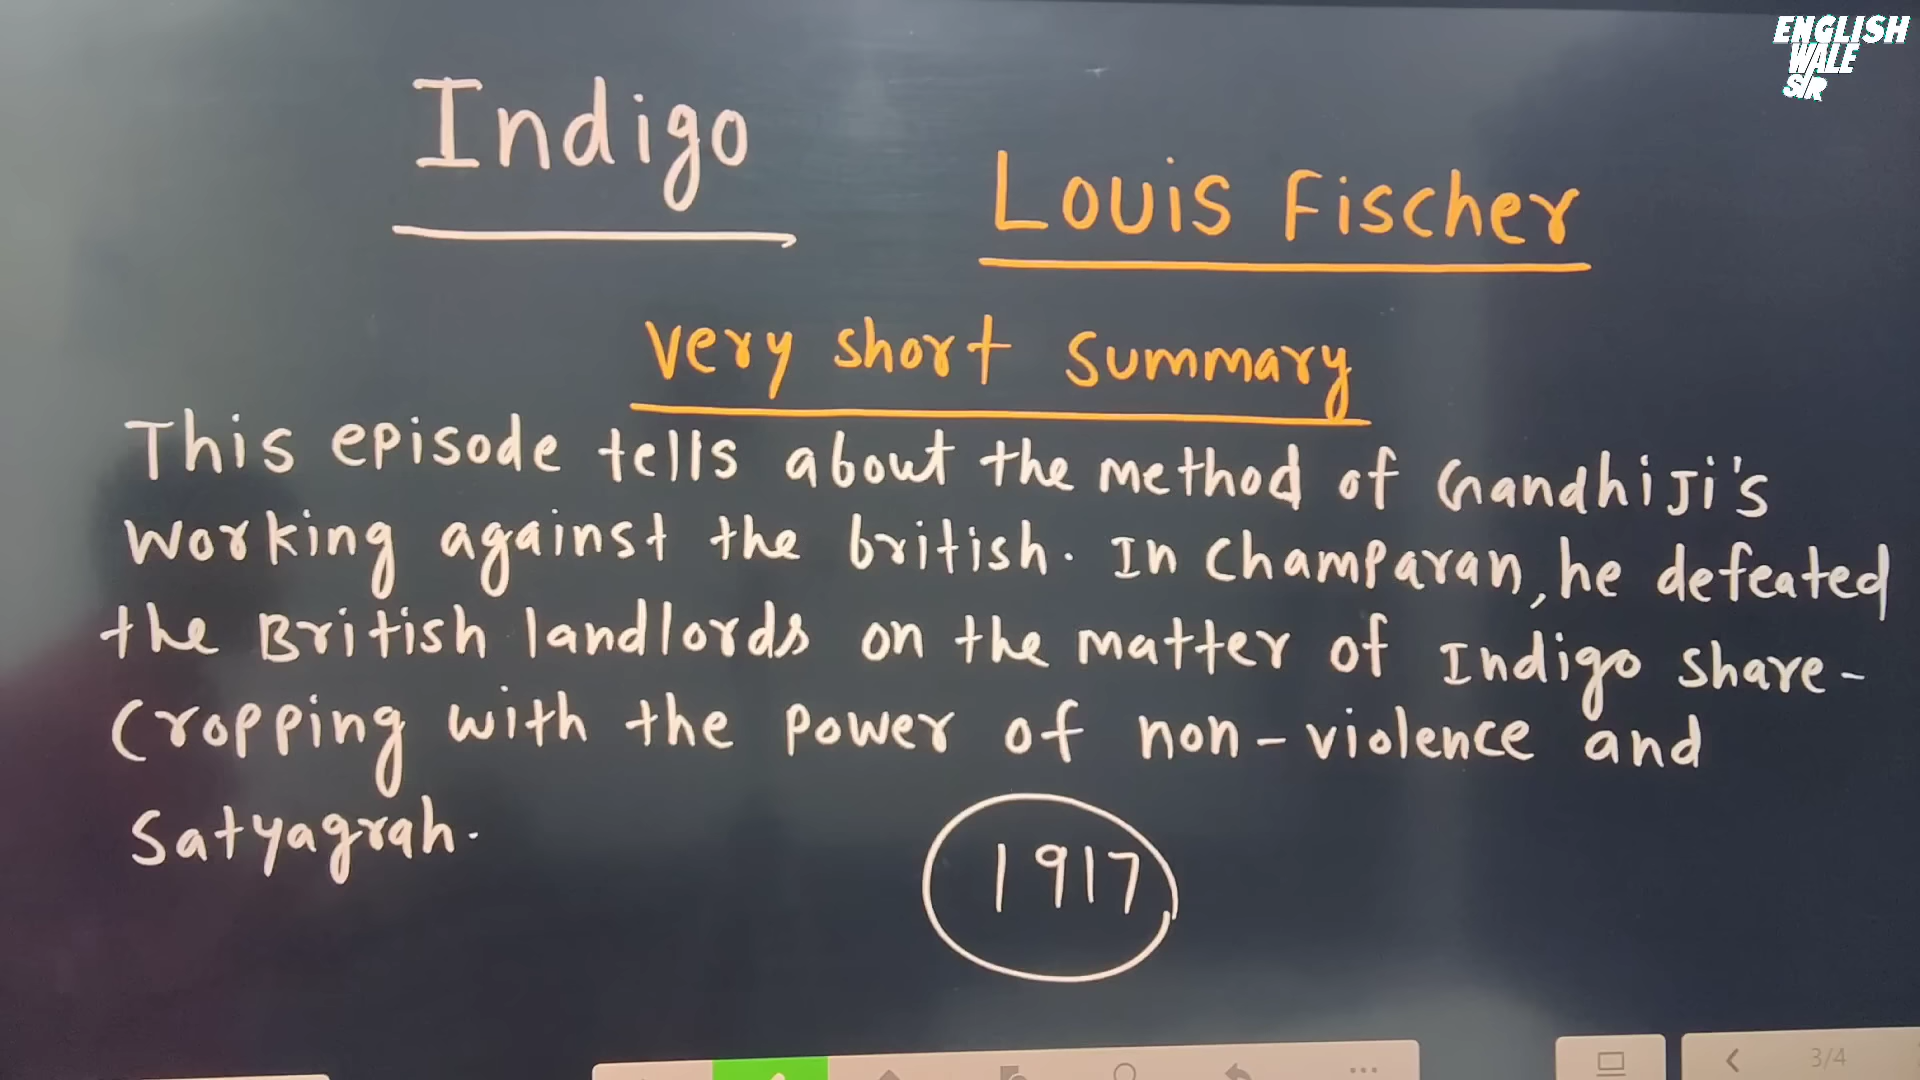 ENGLISH
WALE
SIR
Indigo
Louis Fischer
Very short Summary
This episode tells about the method of Gandhiji's
working against the british. In Champaran, he defeated
the British landlords on the matter of Indigo share-
cropping with the power of non-violence and
Satyagrah.
1917
3/4